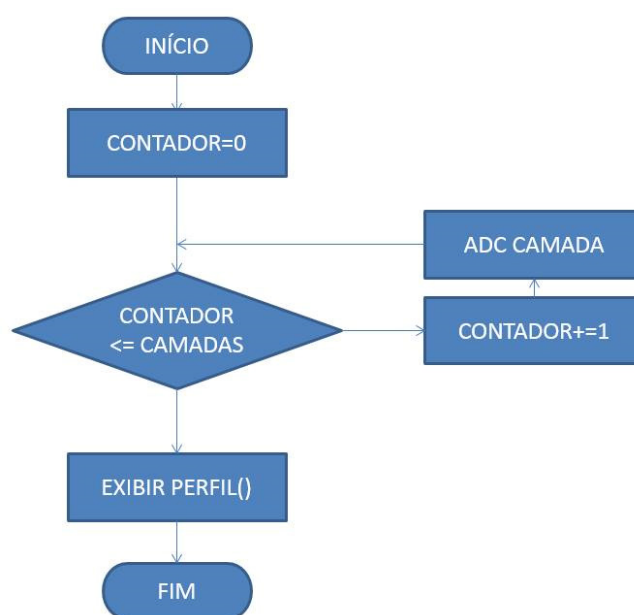 INÍCIO
CONTADOR=0
ADC CAMADA
CONTADOR
<= CAMADAS
CONTADOR+=1
EXIBIR PERFIL()
FIM